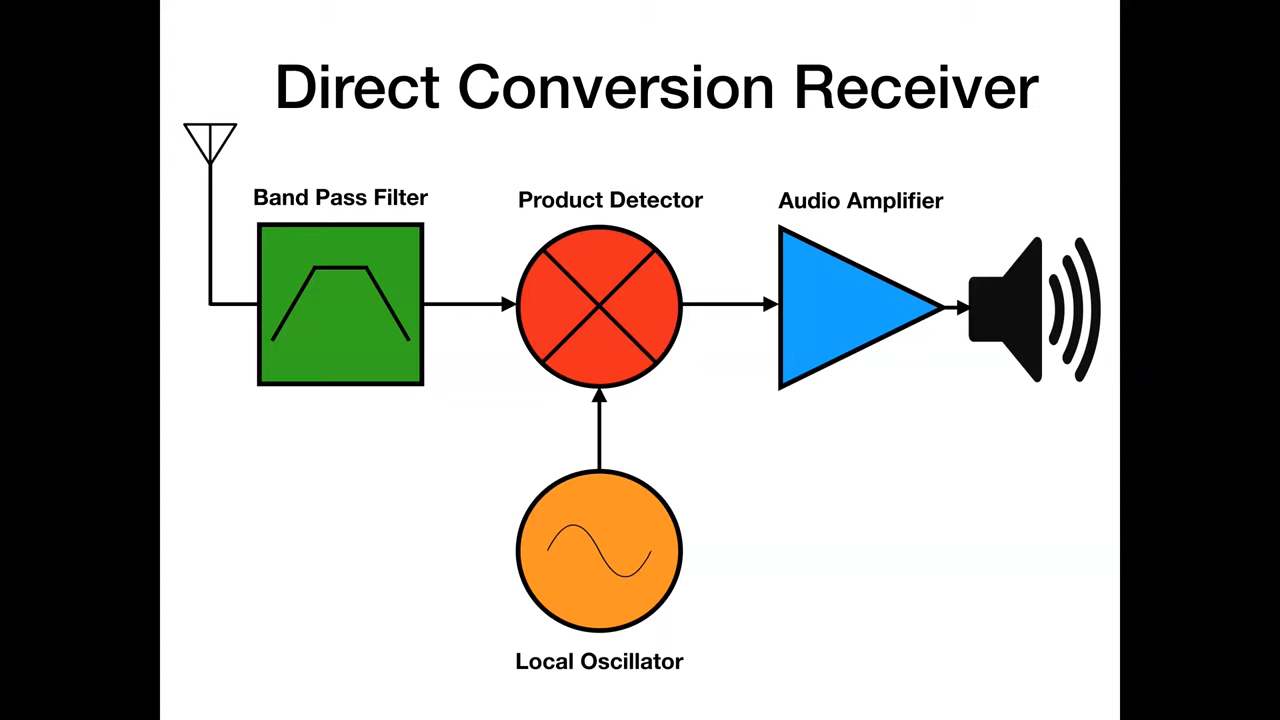 Direct Conversion Receiver
Band Pass Filter
Product Detector
Audio Amplifier
Local Oscillator